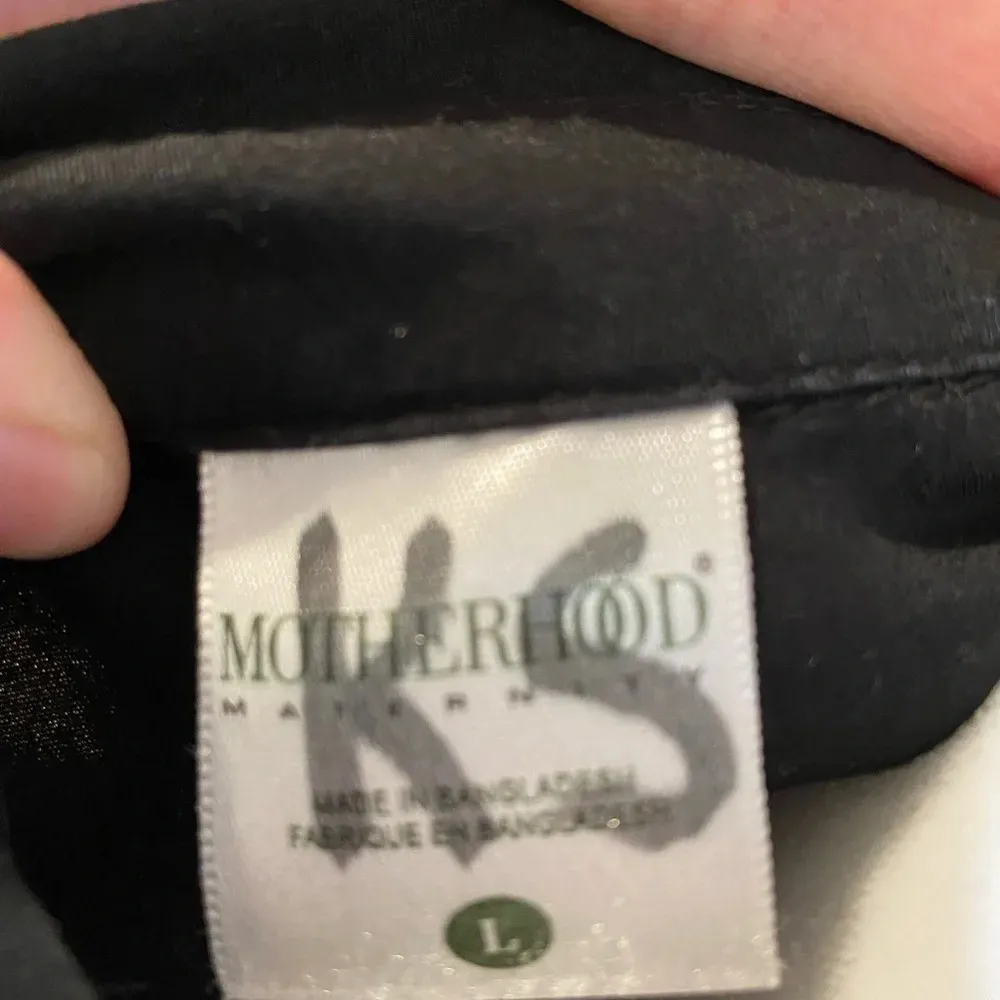 KS
MOTHERHOOD®
MATERNITY
MADE IN BANGLADESH
FABRIQUE EN BANGLADESH
L